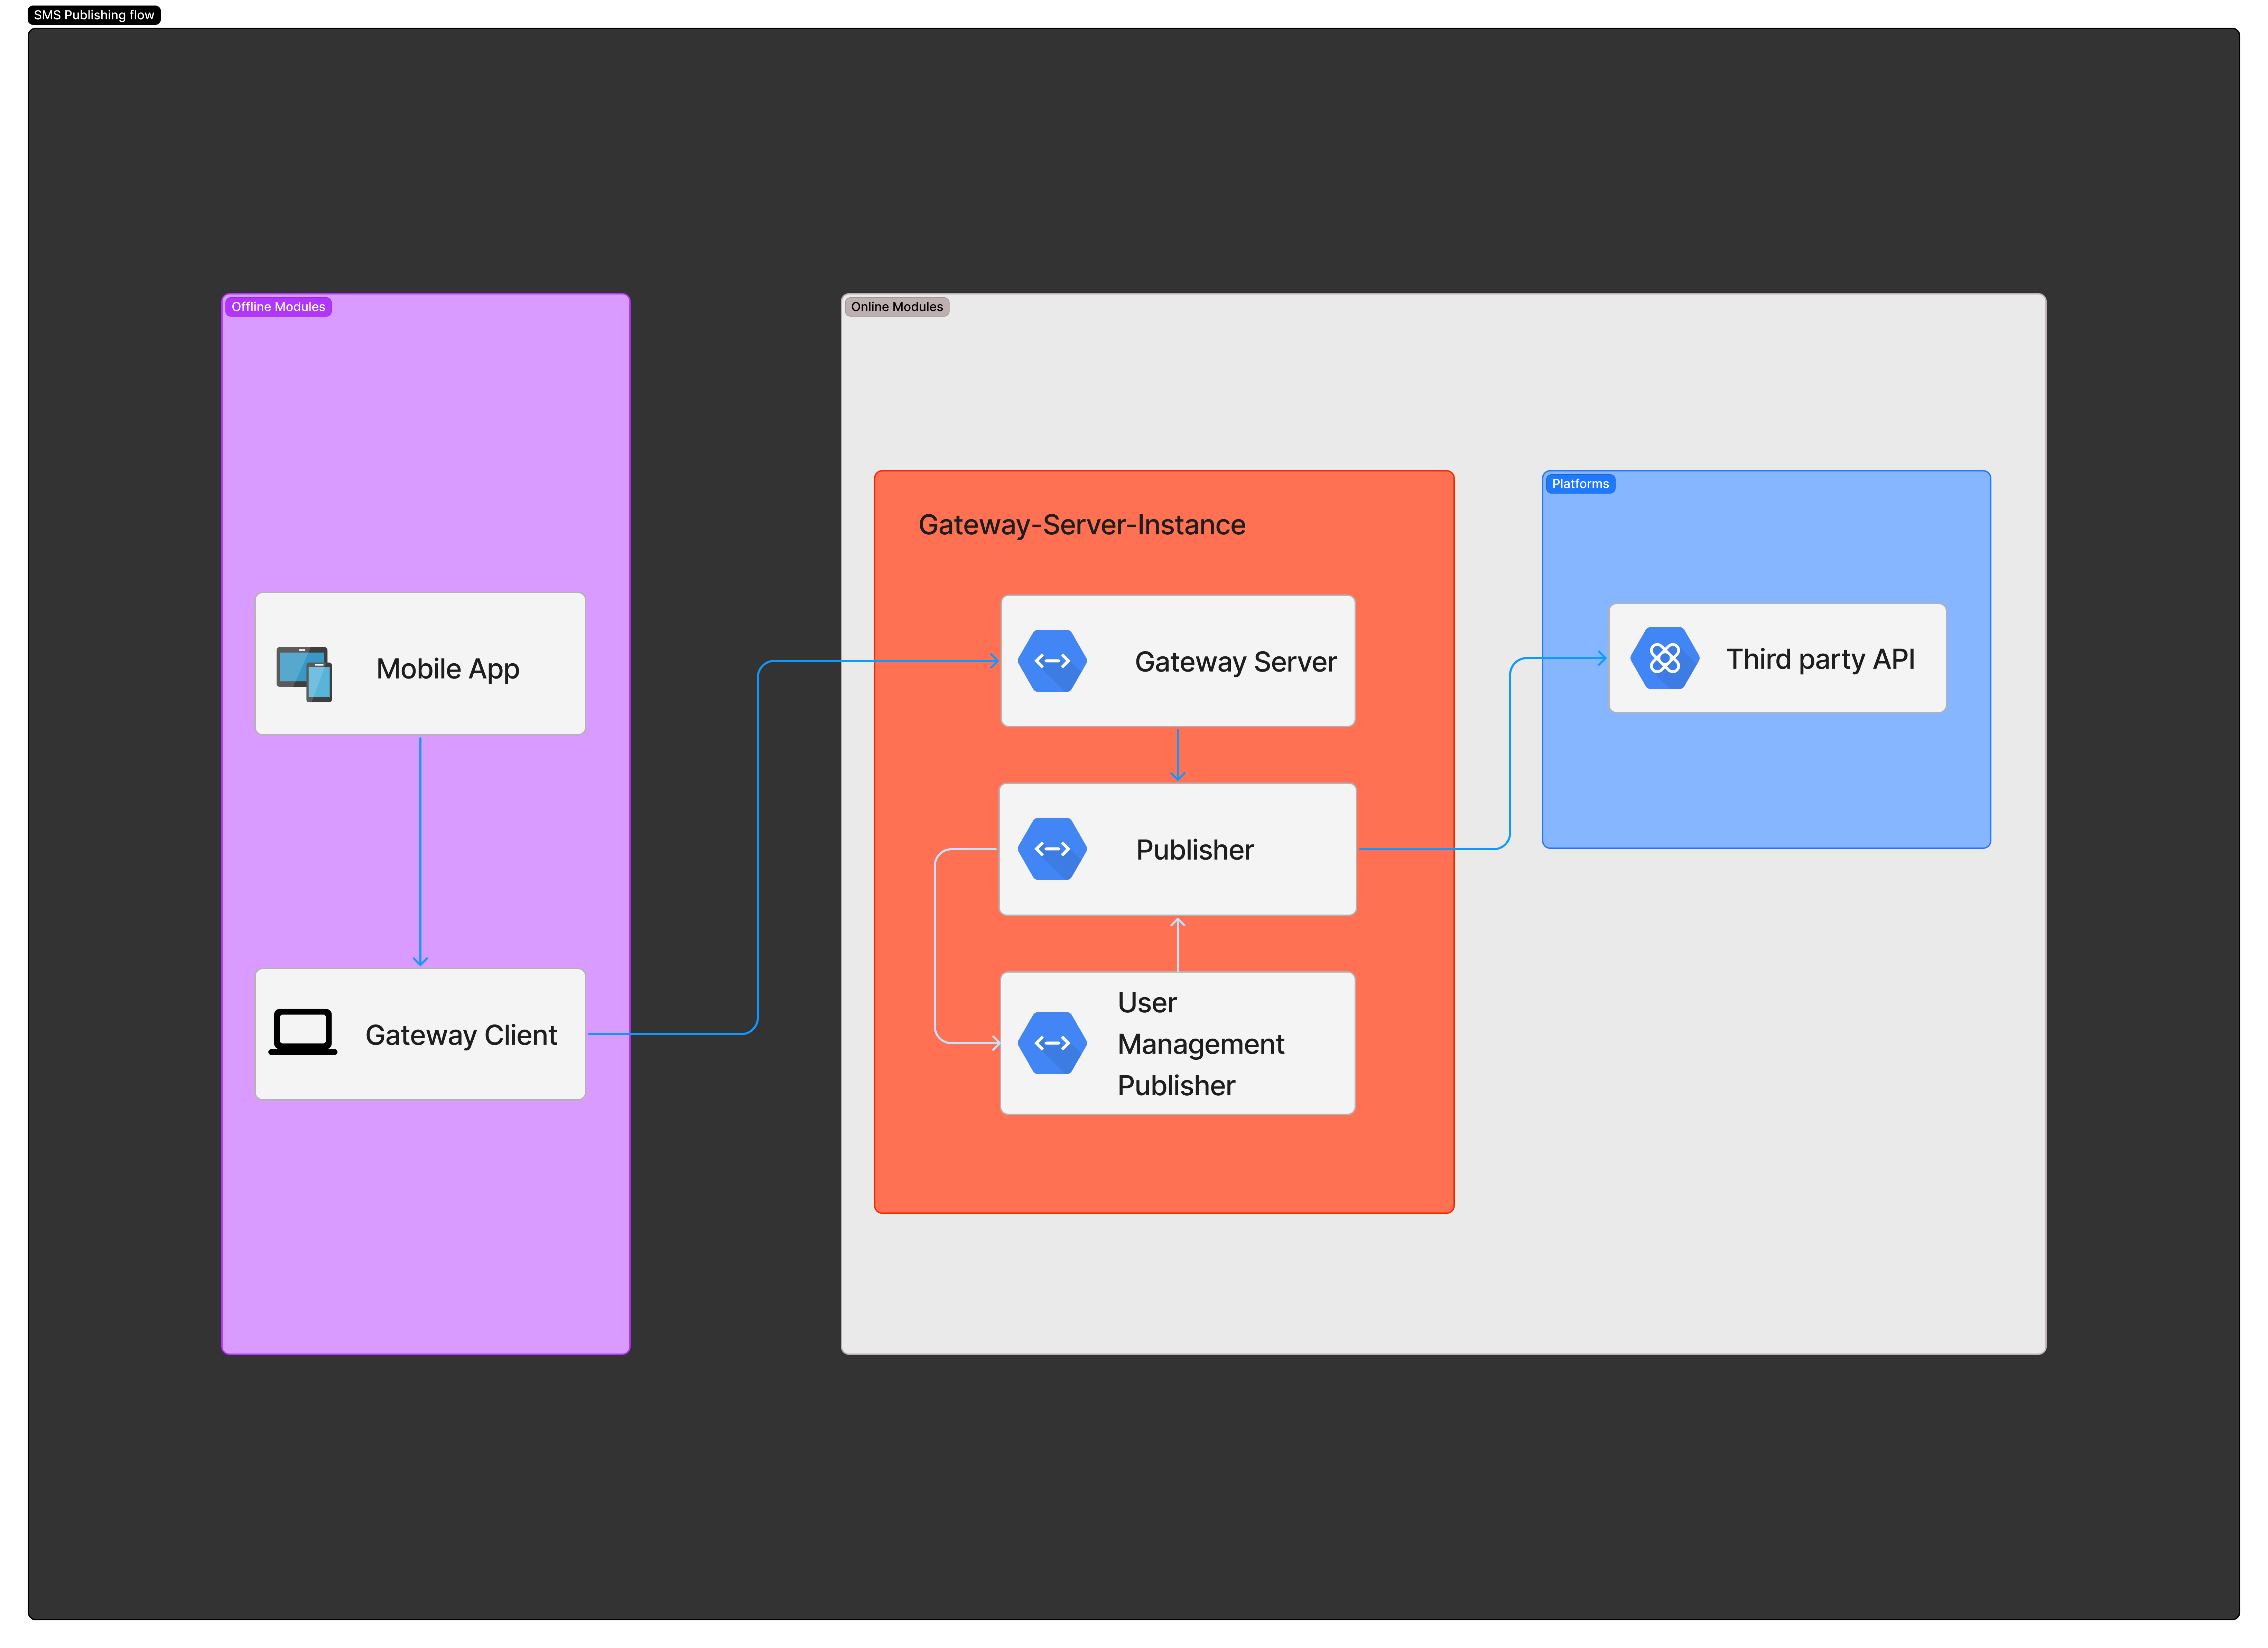 SMS Publishing flow
Offline Modules
Mobile App
Gateway Client
Online Modules
Gateway-Server-Instance
Gateway Server
Publisher
User
Management
Publisher
Platforms
Third party API